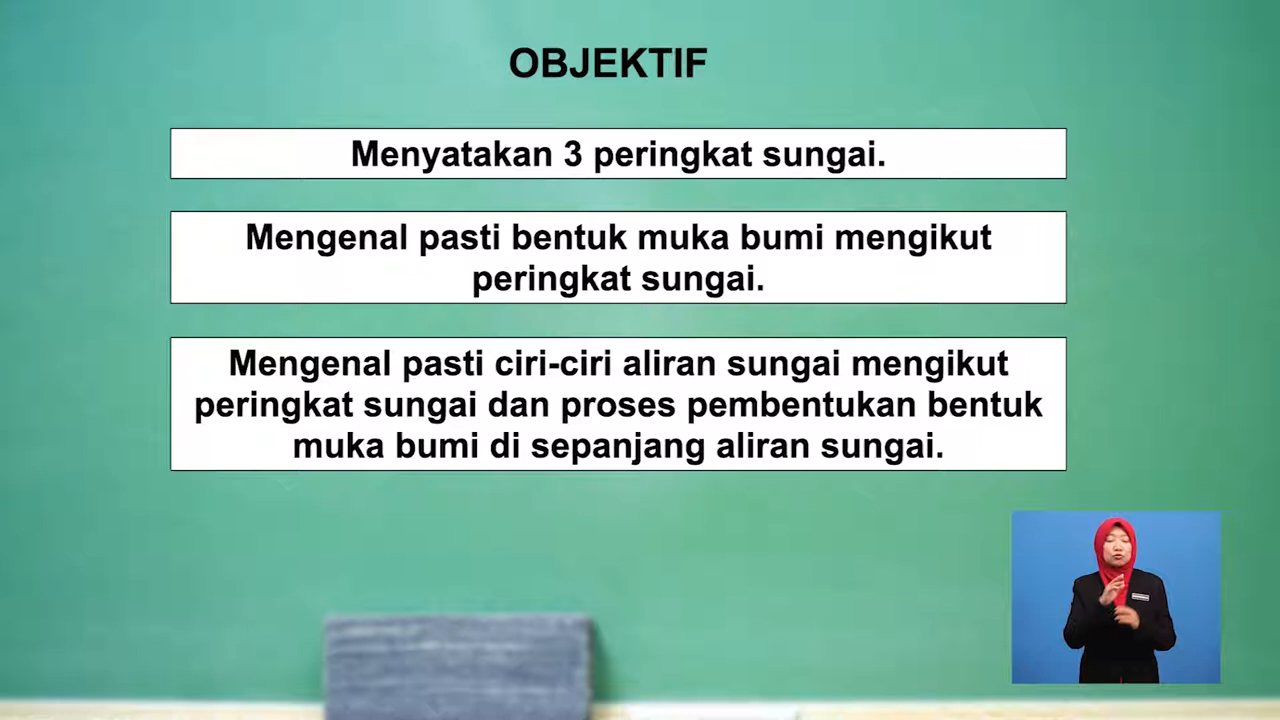 OBJEKTIF
Menyatakan 3 peringkat sungai.
Mengenal pasti bentuk muka bumi mengikut
peringkat sungai.
Mengenal pasti ciri-ciri aliran sungai mengikut
peringkat sungai dan proses pembentukan bentuk
muka bumi di sepanjang aliran sungai.